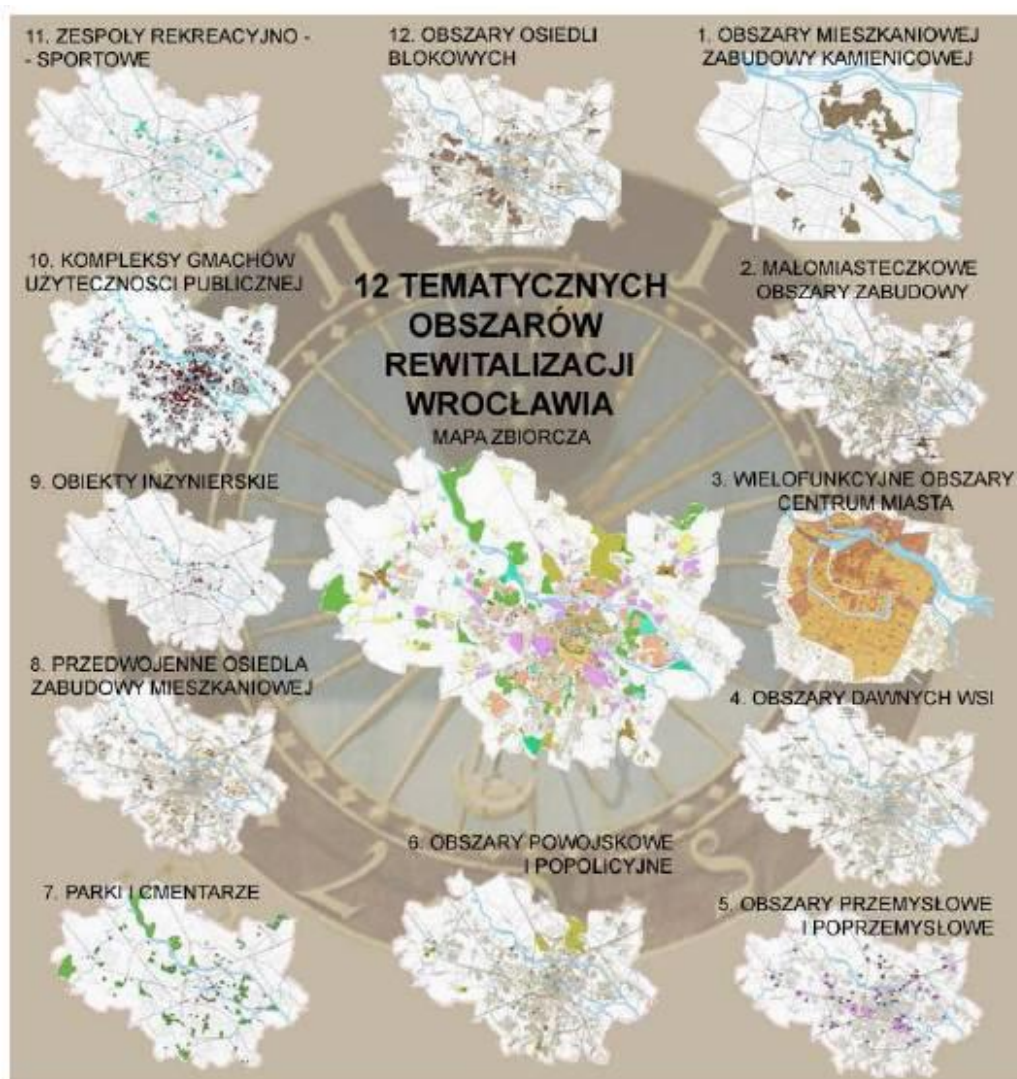 11. ZESPOŁY REKREACYJNO -
- SPORTOWE
12. OBSZARY OSIEDLI
BLOKOWYCH
1. OBSZARY MIESZKANIOWEJ
ZABUDOWY KAMIENICOWEJ
10. KOMPLEKSY GMACHÓW
UŻYTECZNOŚCI PUBLICZNEJ
12 TEMATYCZNYCH
OBSZARÓW
REWITALIZACJI
WROCŁAWIA
MAPA ZBIORCZA
2. MAŁOMIASTECZKOWE
OBSZARY ZABUDOWY
9. OBIEKTY INŻYNIERSKIE
3. WIELOFUNKCYJNE OBSZARY
CENTRUM MIASTA
8. PRZEDWOJENNE OSIEDLA
ZABUDOWY MIESZKANIOWEJ
4. OBSZARY DAWNYCH WSI
6. OBSZARY POWOJSKOWE
I POPOLICYJNE
7. PARKI I CMENTARZE
5. OBSZARY PRZEMYSŁOWE
I POPRZEMYSŁOWE